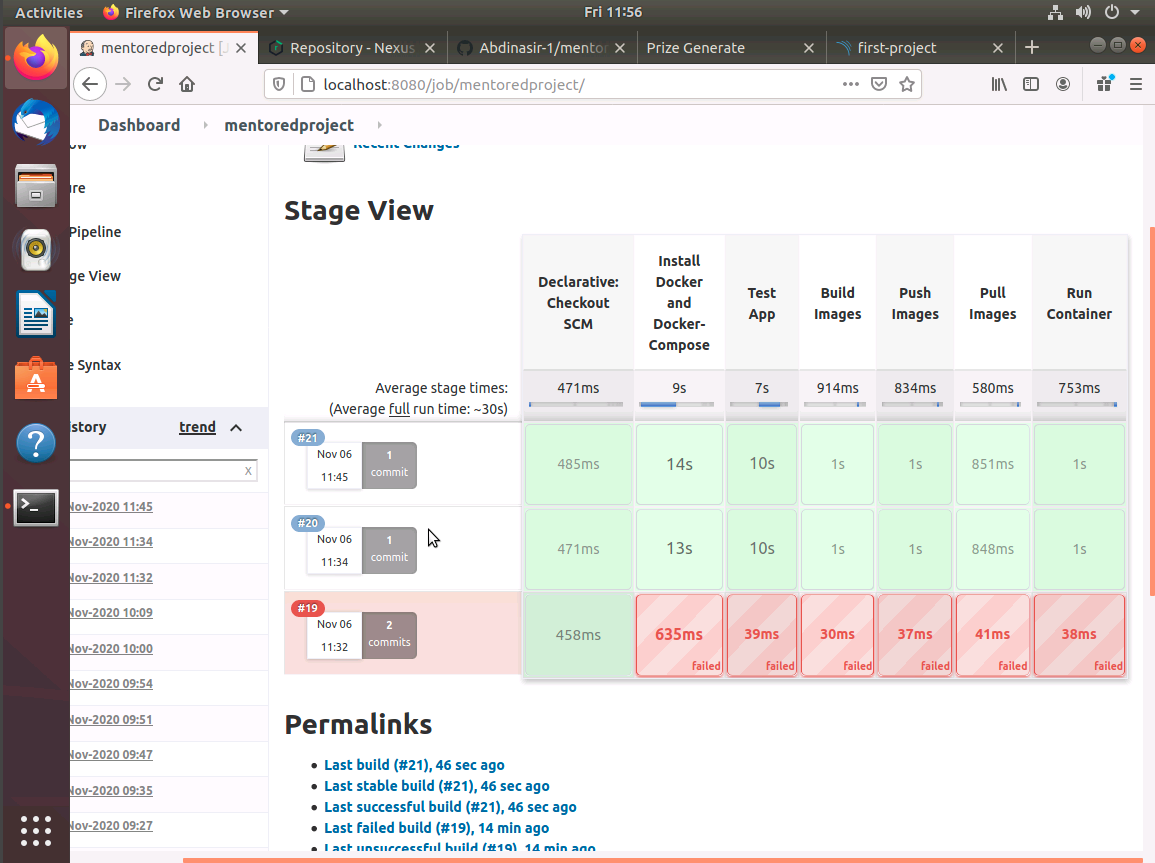 Activities
Firefox Web Browser
Fri 11:56
mentoredproject [J
Repository - Nexus
Abdinasir-1/mentor
Prize Generate
first-project
localhost:8080/job/mentoredproject/
Dashboard
mentoredproject
Recent Changes
ow
ure
Pipeline
ge View
e
e Syntax
istory
trend
x
Nov-2020 11:45
Nov-2020 11:34
Nov-2020 11:32
Nov-2020 10:09
Nov-2020 10:00
Nov-2020 09:54
Nov-2020 09:51
Nov-2020 09:47
Nov-2020 09:35
Nov-2020 09:27
Stage View
Declarative:
Checkout
SCM
Install
Docker
and
Docker-
Compose
Test
App
Build
Images
Push
Images
Pull
Images
Run
Container
Average stage times:
(Average full run time: ~30s)
471ms
9s
7s
914ms
834ms
580ms
753ms
#21
Nov 06
11:45
1
commit
485ms
14s
10s
1s
1s
851ms
1s
#20
Nov 06
11:34
1
commit
471ms
13s
10s
1s
1s
848ms
1s
#19
Nov 06
11:32
2
commits
458ms
635ms
failed
39ms
failed
30ms
failed
37ms
failed
41ms
failed
38ms
failed
Permalinks
Last build (#21), 46 sec ago
Last stable build (#21), 46 sec ago
Last successful build (#21), 46 sec ago
Last failed build (#19), 14 min ago
Last unsuccessful build (#19), 14 min ago